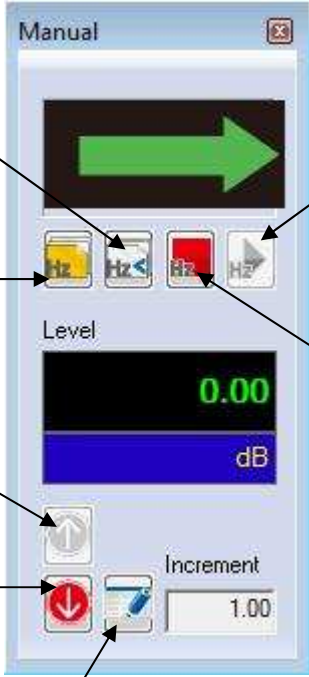 Manual
Hz Hz< Hz Hz
Level
0.00
dB
Increment
1.00